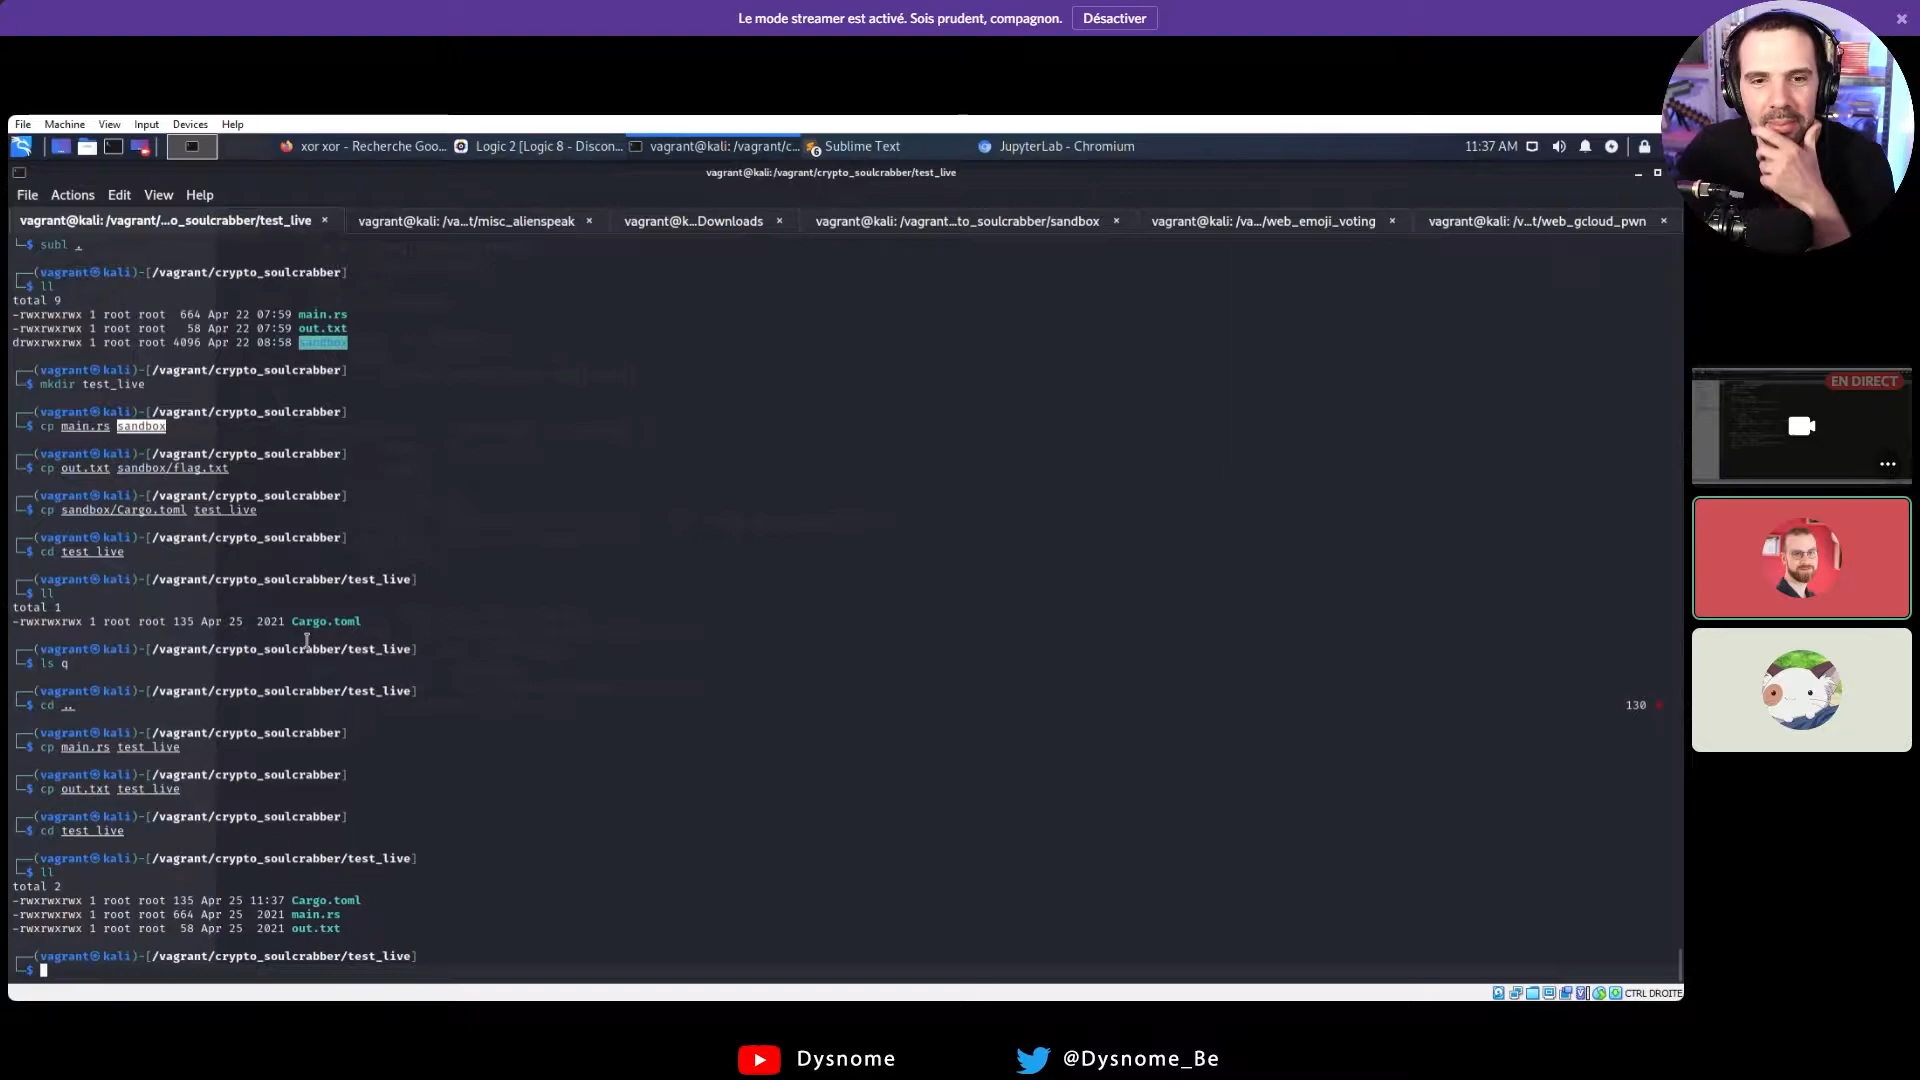 Le mode streamer est activé. Sois prudent, compagnon. Désactiver
File Machine View Input Devices Help
xor xor - Recherche Goo... Logic 2 [Logic 8 - Discon... vagrant@kali: /vagrant/c... Sublime Text JupyterLab - Chromium 11:37 AM
vagrant@kali: /vagrant/crypto_soulcrabber/test_live
File Actions Edit View Help
vagrant@kali: /vagrant/...o_soulcrabber/test_live × vagrant@kali: /va...t/misc_alienspeak × vagrant@k...Downloads × vagrant@kali: /vagrant...to_soulcrabber/sandbox × vagrant@kali: /va.../web_emoji_voting × vagrant@kali: /v...t/web_gcloud_pwn ×
└─$ subl .
┌──(vagrant㉿kali)-[/vagrant/crypto_soulcrabber]
└─$ ll
total 9
-rwxrwxrwx 1 root root 664 Apr 22 07:59 main.rs
-rwxrwxrwx 1 root root 58 Apr 22 07:59 out.txt
drwxrwxrwx 1 root root 4096 Apr 22 08:58 sandbox
┌──(vagrant㉿kali)-[/vagrant/crypto_soulcrabber]
└─$ mkdir test_live
┌──(vagrant㉿kali)-[/vagrant/crypto_soulcrabber]
└─$ cp main.rs sandbox
┌──(vagrant㉿kali)-[/vagrant/crypto_soulcrabber]
└─$ cp out.txt sandbox/flag.txt
┌──(vagrant㉿kali)-[/vagrant/crypto_soulcrabber]
└─$ cp sandbox/Cargo.toml test_live
┌──(vagrant㉿kali)-[/vagrant/crypto_soulcrabber]
└─$ cd test_live
┌──(vagrant㉿kali)-[/vagrant/crypto_soulcrabber/test_live]
└─$ ll
total 1
-rwxrwxrwx 1 root root 135 Apr 25 2021 Cargo.toml
┌──(vagrant㉿kali)-[/vagrant/crypto_soulcrabber/test_live]
└─$ ls q
┌──(vagrant㉿kali)-[/vagrant/crypto_soulcrabber/test_live]
└─$ cd .. 130
┌──(vagrant㉿kali)-[/vagrant/crypto_soulcrabber]
└─$ cp main.rs test_live
┌──(vagrant㉿kali)-[/vagrant/crypto_soulcrabber]
└─$ cp out.txt test_live
┌──(vagrant㉿kali)-[/vagrant/crypto_soulcrabber]
└─$ cd test_live
┌──(vagrant㉿kali)-[/vagrant/crypto_soulcrabber/test_live]
└─$ ll
total 2
-rwxrwxrwx 1 root root 135 Apr 25 11:37 Cargo.toml
-rwxrwxrwx 1 root root 664 Apr 25 2021 main.rs
-rwxrwxrwx 1 root root 58 Apr 25 2021 out.txt
┌──(vagrant㉿kali)-[/vagrant/crypto_soulcrabber/test_live]
└─$
EN DIRECT
CTRL DROITE
Dysnome @Dysnome_Be